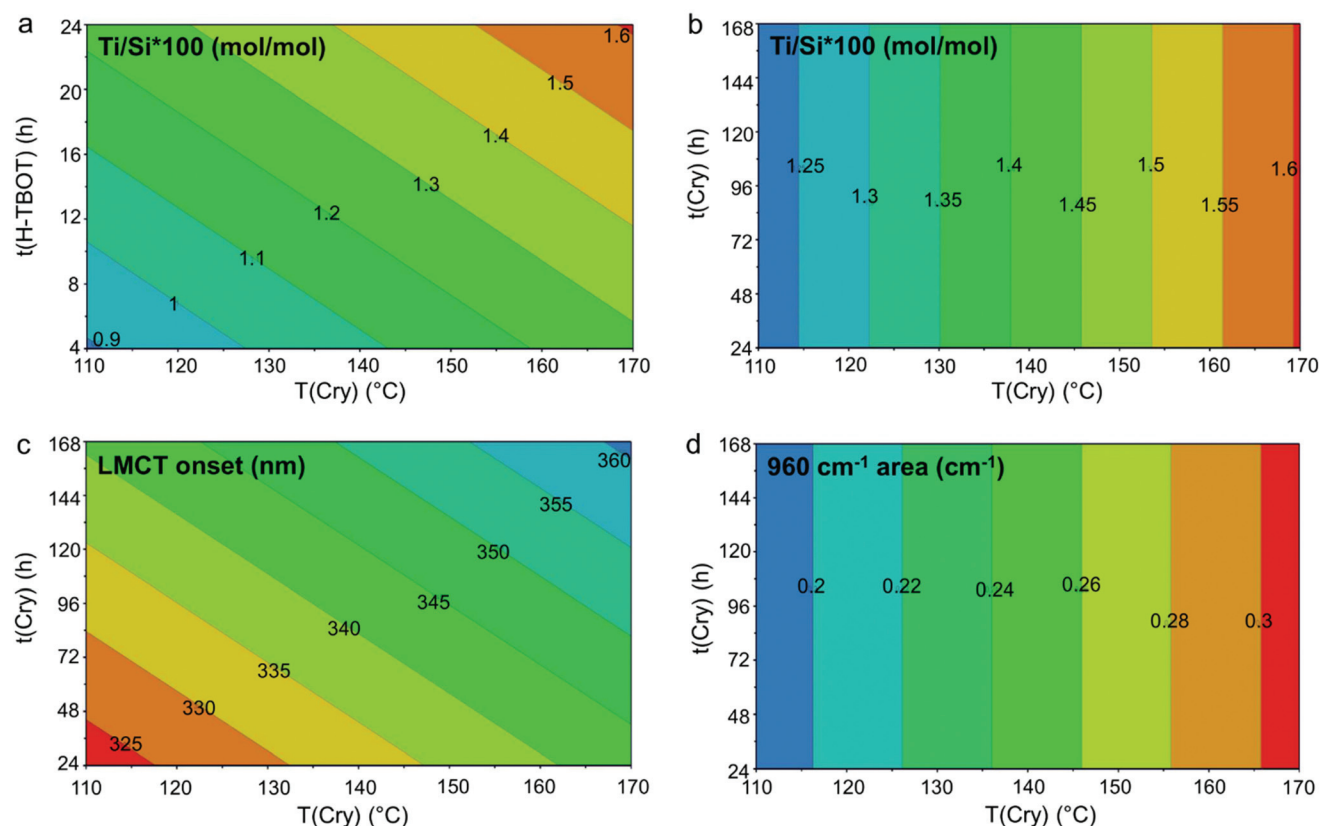 a
Ti/Si*100 (mol/mol)
t(H-TBOT) (h)
24
20
16
12
8
4
1.6
1.5
1.4
1.3
1.2
1.1
1
0.9
110 120 130 140 150 160 170
T(Cry) (°C)
b
Ti/Si*100 (mol/mol)
t(Cry) (h)
168
144
120
96
72
48
24
1.25 1.3 1.35 1.4 1.45 1.5 1.55 1.6
110 120 130 140 150 160 170
T(Cry) (°C)
c
LMCT onset (nm)
t(Cry) (h)
168
144
120
96
72
48
24
360
355
350
345
340
335
330
325
110 120 130 140 150 160 170
T(Cry) (°C)
d
960 cm⁻¹ area (cm⁻¹)
t(Cry) (h)
168
144
120
96
72
48
24
0.2 0.22 0.24 0.26 0.28 0.3
110 120 130 140 150 160 170
T(Cry) (°C)